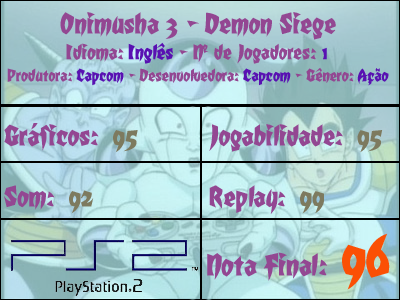 Onimusha 3 - Demon Siege
Idioma: Inglês - Nº de Jogadores: 1
Produtora: Capcom - Desenvolvedora: Capcom - Gênero: Ação
Gráficos: 95
Jogabilidade: 95
Som: 92
Replay: 99
PS2 ™
PlayStation.2
Nota Final: 96